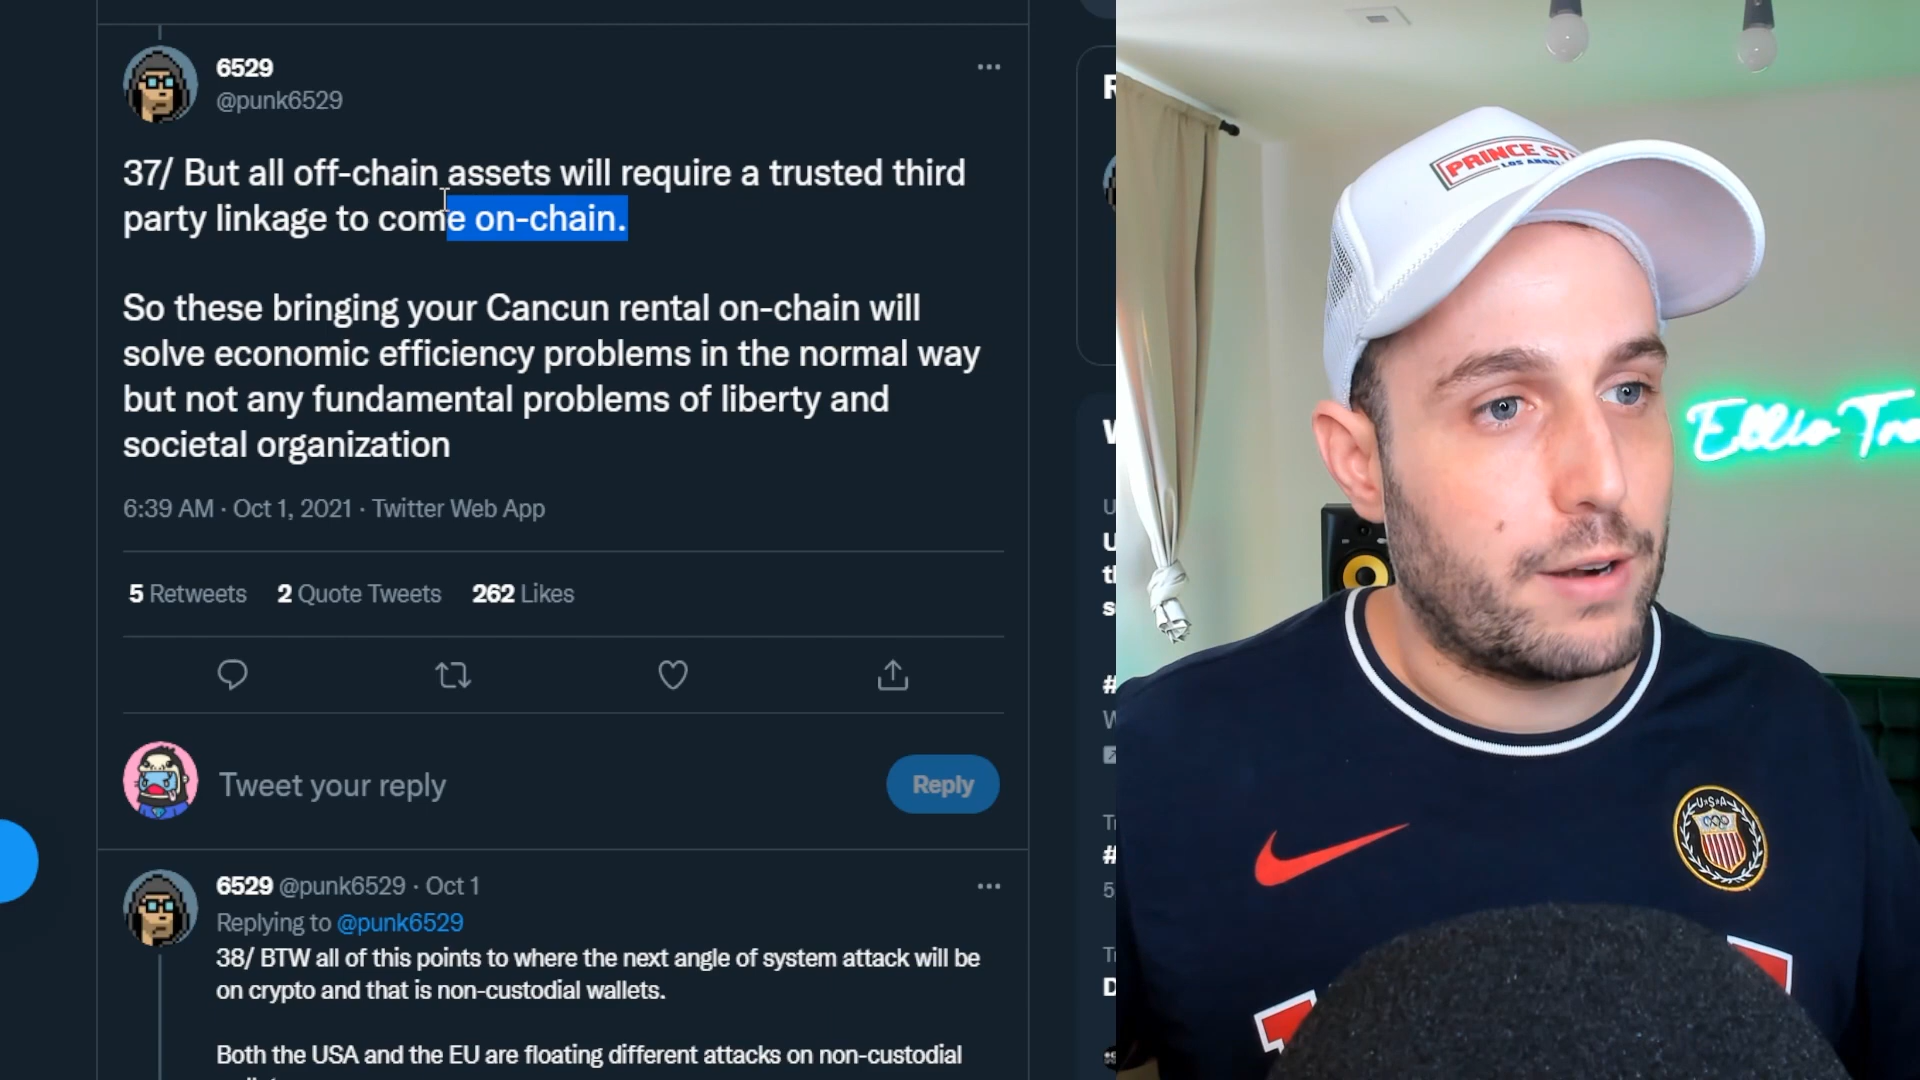 6529
@punk6529
37/ But all off-chain assets will require a trusted third
party linkage to come on-chain.
So these bringing your Cancun rental on-chain will
solve economic efficiency problems in the normal way
but not any fundamental problems of liberty and
societal organization
6:39 AM · Oct 1, 2021 · Twitter Web App
5 Retweets 2 Quote Tweets 262 Likes
Tweet your reply
Reply
6529 @punk6529 · Oct 1
Replying to @punk6529
38/ BTW all of this points to where the next angle of system attack will be
on crypto and that is non-custodial wallets.
Both the USA and the EU are floating different attacks on non-custodial
PRINCE ST
LOS ANGEL
Ellio Tra
USA